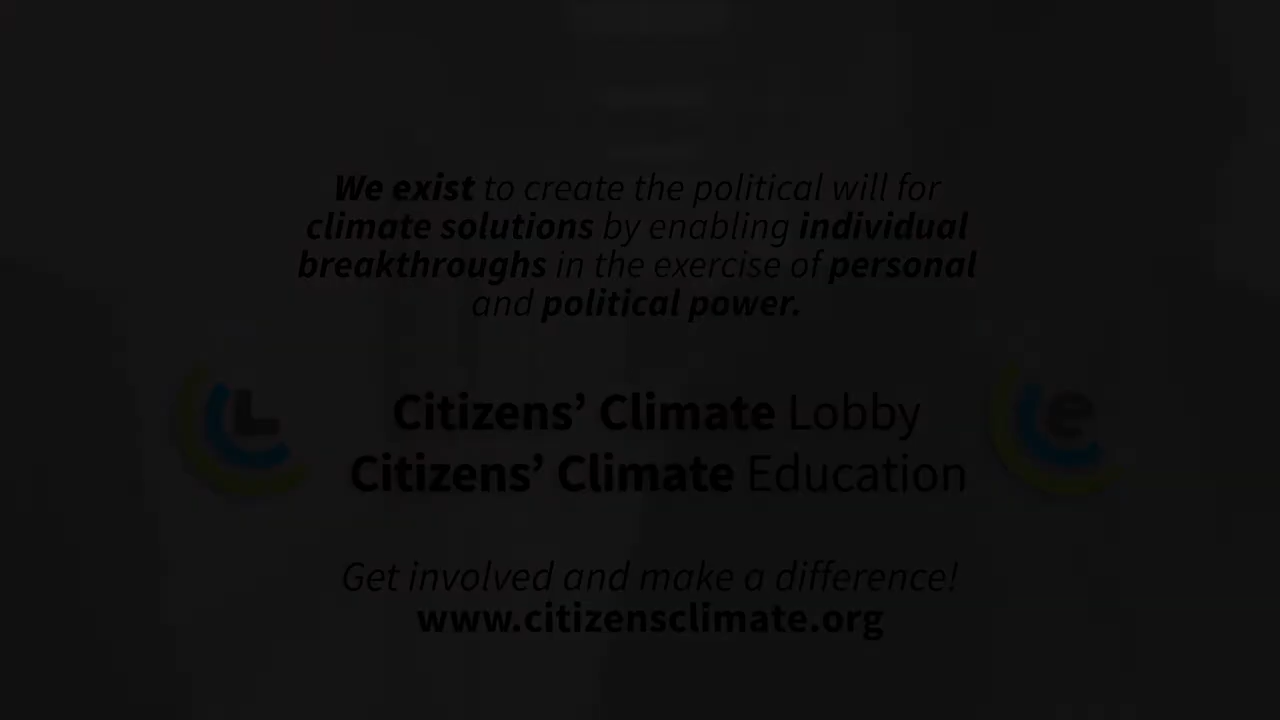 We exist to create the political will for
climate solutions by enabling individual
breakthroughs in the exercise of personal
and political power.
L
e
Citizens’ Climate Lobby
Citizens’ Climate Education
Get involved and make a difference!
www.citizensclimate.org